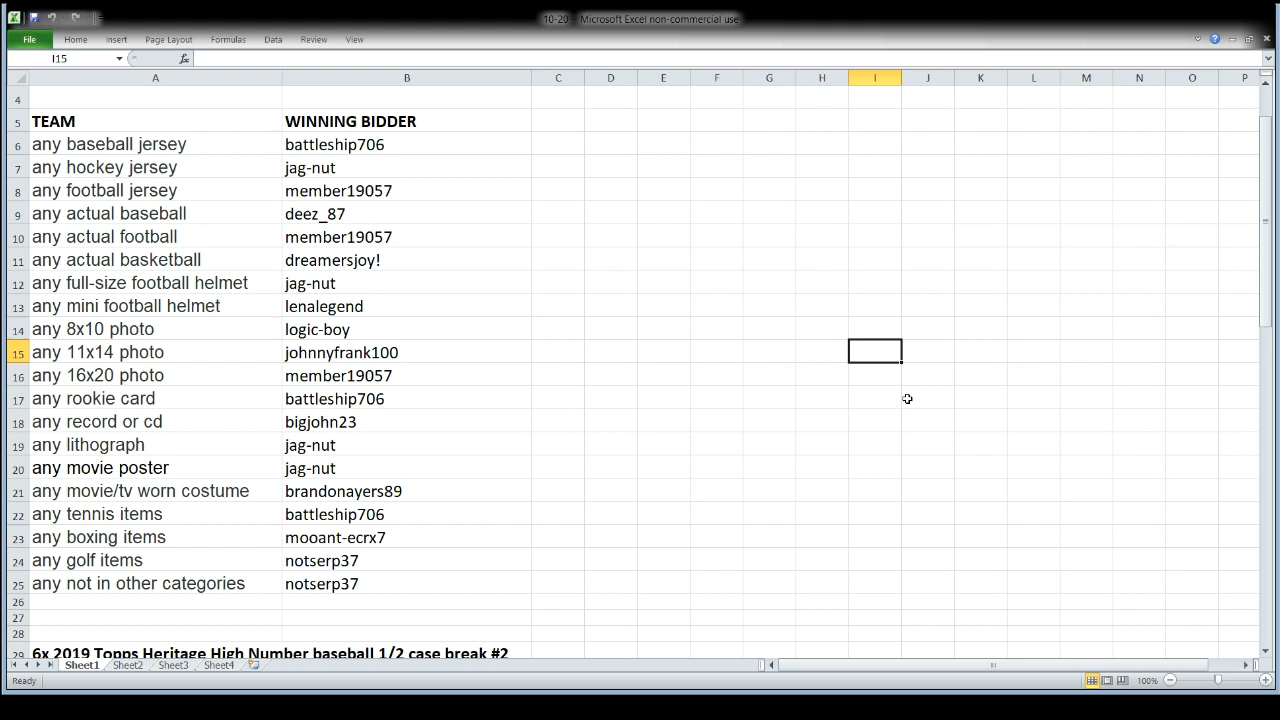 10-20 - Microsoft Excel non-commercial use
File Home Insert Page Layout Formulas Data Review View
I15 fx
A B C D E F G H I J K L M N O P
4
5 TEAM WINNING BIDDER
6 any baseball jersey battleship706
7 any hockey jersey jag-nut
8 any football jersey member19057
9 any actual baseball deez_87
10 any actual football member19057
11 any actual basketball dreamersjoy!
12 any full-size football helmet jag-nut
13 any mini football helmet lenalegend
14 any 8x10 photo logic-boy
15 any 11x14 photo johnnyfrank100
16 any 16x20 photo member19057
17 any rookie card battleship706
18 any record or cd bigjohn23
19 any lithograph jag-nut
20 any movie poster jag-nut
21 any movie/tv worn costume brandonayers89
22 any tennis items battleship706
23 any boxing items mooant-ecrx7
24 any golf items notserp37
25 any not in other categories notserp37
26
27
28
29 6x 2019 Topps Heritage High Number baseball 1/2 case break #2
Sheet1 Sheet2 Sheet3 Sheet4
Ready 100%